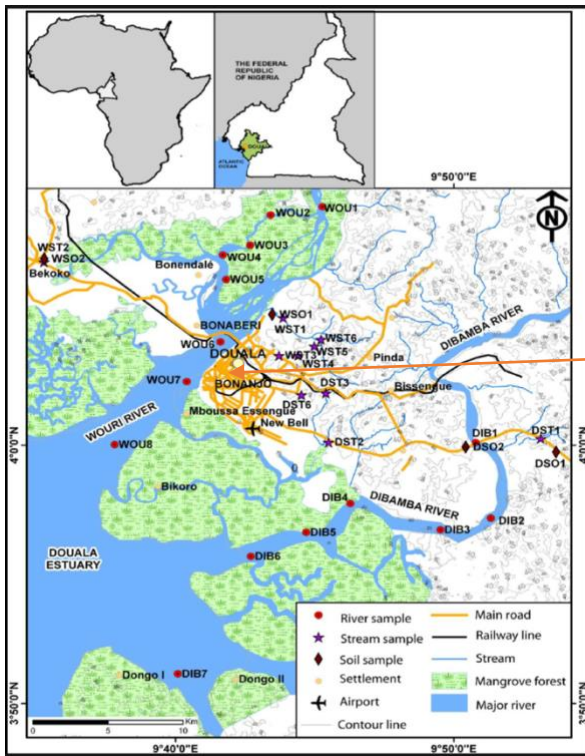 THE FEDERAL
REPUBLIC
OF NIGERIA
DOUALA
ATLANTIC
OCEAN
9°50'0"E
WOU1
WOU2
N
WST2
WSO2
Bekoko
WOU3
WOU4
Bonendalé
WOU5
WSO1
WST1
BONABERI
WST6
WOU6
WST5
DOUALA
WST3
WST4
Pinda
DIBAMBA RIVER
WOU7
BONANJO
DST3
Bissengue
DST6
Mboussa Essengue
New Bell
WOURI RIVER
DIB1
DST1
4°0'0"N
WOU8
DST2
DSO2
DSO1
Bikoro
DIB4
DIBAMBA RIVER
DIB2
DIB5
DIB3
DOUALA
ESTUARY
DIB6
Dongo I
DIB7
Dongo II
3°50'0"N
River sample
Main road
Stream sample
Railway line
Soil sample
Stream
Settlement
Mangrove forest
Airport
Major river
Contour line
0
5
10
Km
9°40'0"E
9°50'0"E